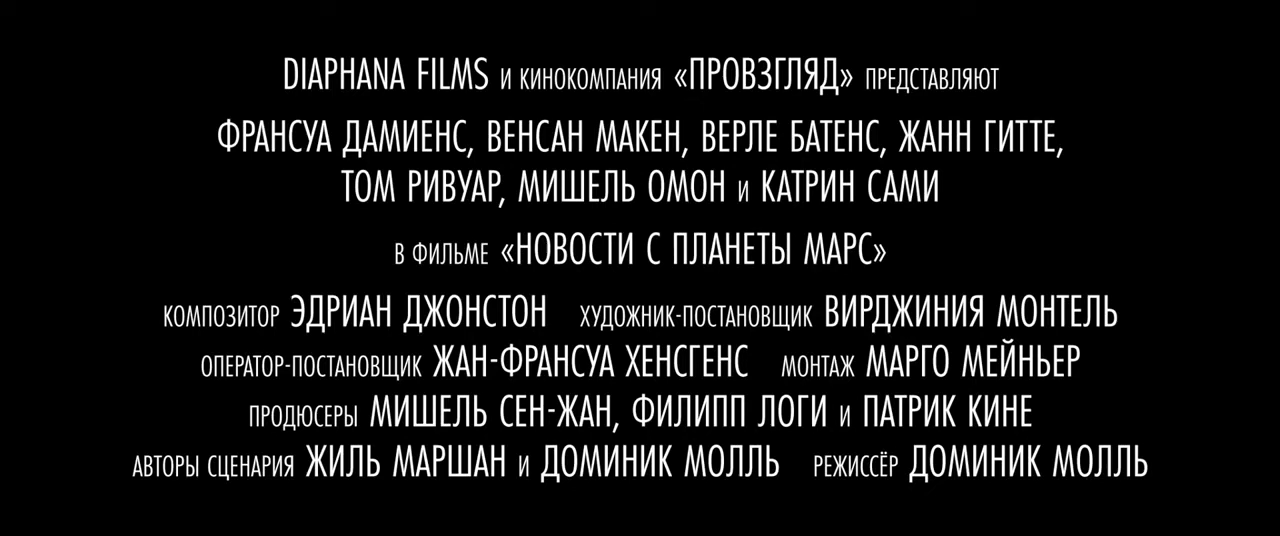 DIAPHANA FILMS И КИНОКОМПАНИЯ «ПРОВЗГЛЯД» ПРЕДСТАВЛЯЮТ
ФРАНСУА ДАМИЕНС, ВЕНСАН МАКЕН, ВЕРЛЕ БАТЕНС, ЖАНН ГИТТЕ,
ТОМ РИВУАР, МИШЕЛЬ ОМОН И КАТРИН САМИ
В ФИЛЬМЕ «НОВОСТИ С ПЛАНЕТЫ МАРС»
КОМПОЗИТОР ЭДРИАН ДЖОНСТОН ХУДОЖНИК-ПОСТАНОВЩИК ВИРДЖИНИЯ МОНТЕЛЬ
ОПЕРАТОР-ПОСТАНОВЩИК ЖАН-ФРАНСУА ХЕНСГЕНС МОНТАЖ МАРГО МЕЙНЬЕР
ПРОДЮСЕРЫ МИШЕЛЬ СЕН-ЖАН, ФИЛИПП ЛОГИ И ПАТРИК КИНЕ
АВТОРЫ СЦЕНАРИЯ ЖИЛЬ МАРШАН И ДОМИНИК МОЛЛЬ РЕЖИССЁР ДОМИНИК МОЛЛЬ